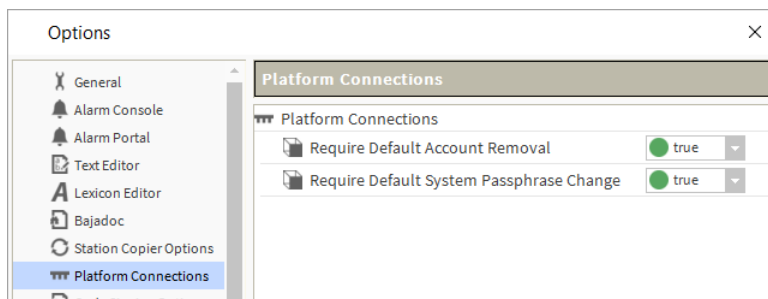 Options
General
Alarm Console
Alarm Portal
Text Editor
Lexicon Editor
Bajadoc
Station Copier Options
Platform Connections
Platform Connections
Platform Connections
Require Default Account Removal true
Require Default System Passphrase Change true